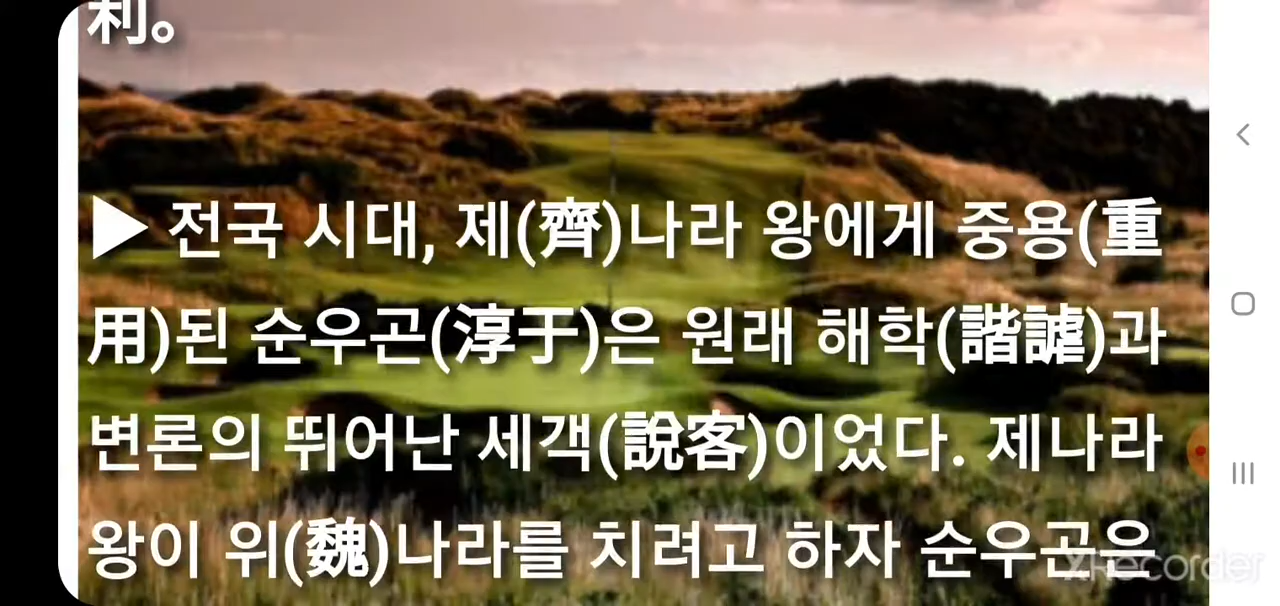 利。
▶ 전국 시대, 제(齊)나라 왕에게 중용(重
用)된 순우곤(淳于)은 원래 해학(諧謔)과
변론의 뛰어난 세객(說客)이었다. 제나라
왕이 위(魏)나라를 치려고 하자 순우곤은
XRecorder